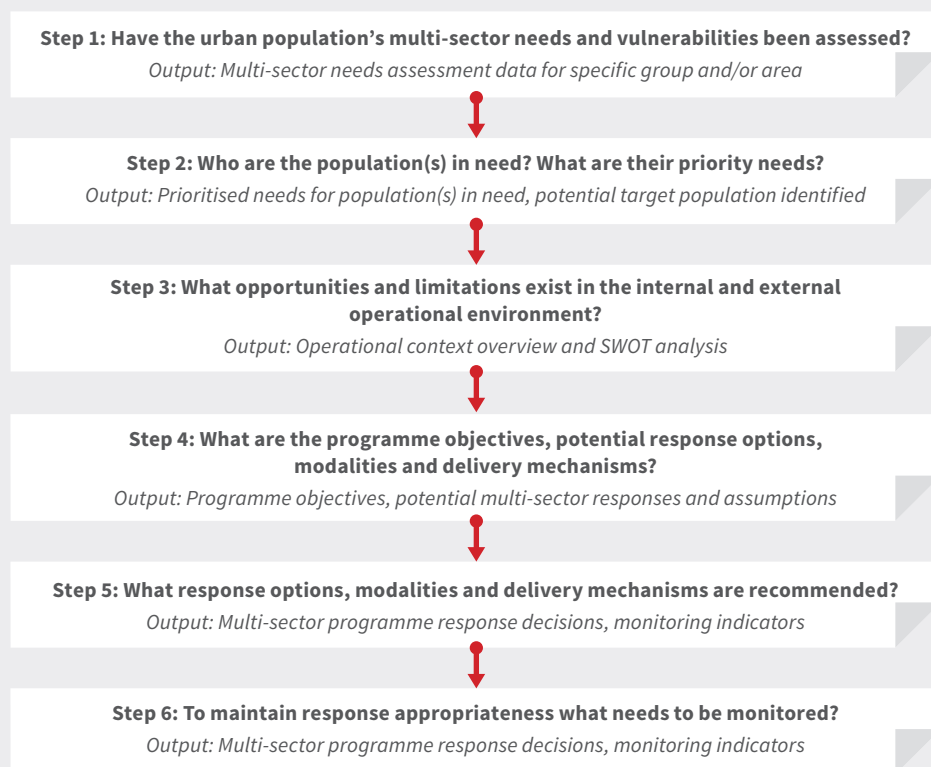 Step 1: Have the urban population’s multi-sector needs and vulnerabilities been assessed?
Output: Multi-sector needs assessment data for specific group and/or area
Step 2: Who are the population(s) in need? What are their priority needs?
Output: Prioritised needs for population(s) in need, potential target population identified
Step 3: What opportunities and limitations exist in the internal and external
operational environment?
Output: Operational context overview and SWOT analysis
Step 4: What are the programme objectives, potential response options,
modalities and delivery mechanisms?
Output: Programme objectives, potential multi-sector responses and assumptions
Step 5: What response options, modalities and delivery mechanisms are recommended?
Output: Multi-sector programme response decisions, monitoring indicators
Step 6: To maintain response appropriateness what needs to be monitored?
Output: Multi-sector programme response decisions, monitoring indicators